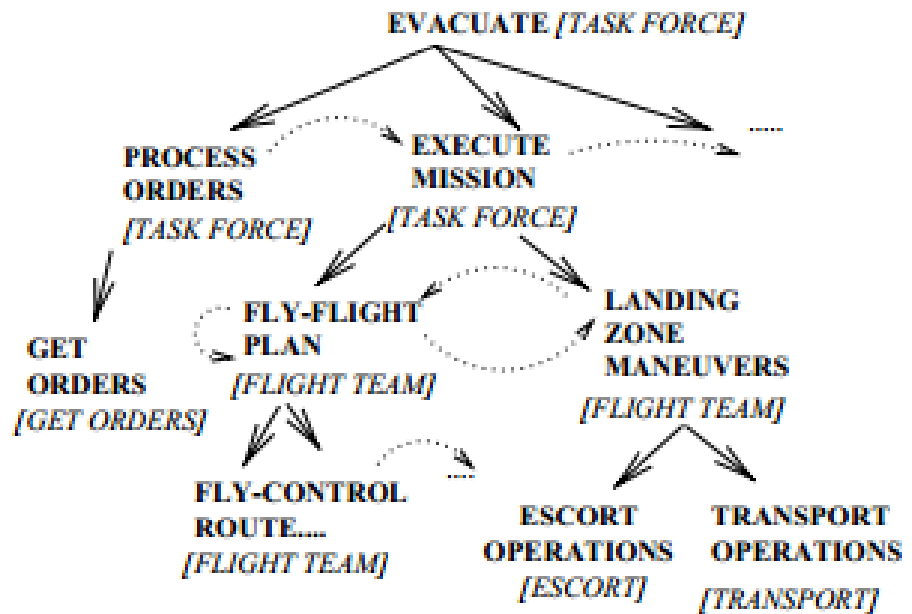 EVACUATE [TASK FORCE]
.....
PROCESS
ORDERS
[TASK FORCE]
EXECUTE
MISSION
[TASK FORCE]
GET
ORDERS
[GET ORDERS]
FLY-FLIGHT
PLAN
[FLIGHT TEAM]
LANDING
ZONE
MANEUVERS
[FLIGHT TEAM]
FLY-CONTROL
ROUTE....
[FLIGHT TEAM]
.....
ESCORT
OPERATIONS
[ESCORT]
TRANSPORT
OPERATIONS
[TRANSPORT]